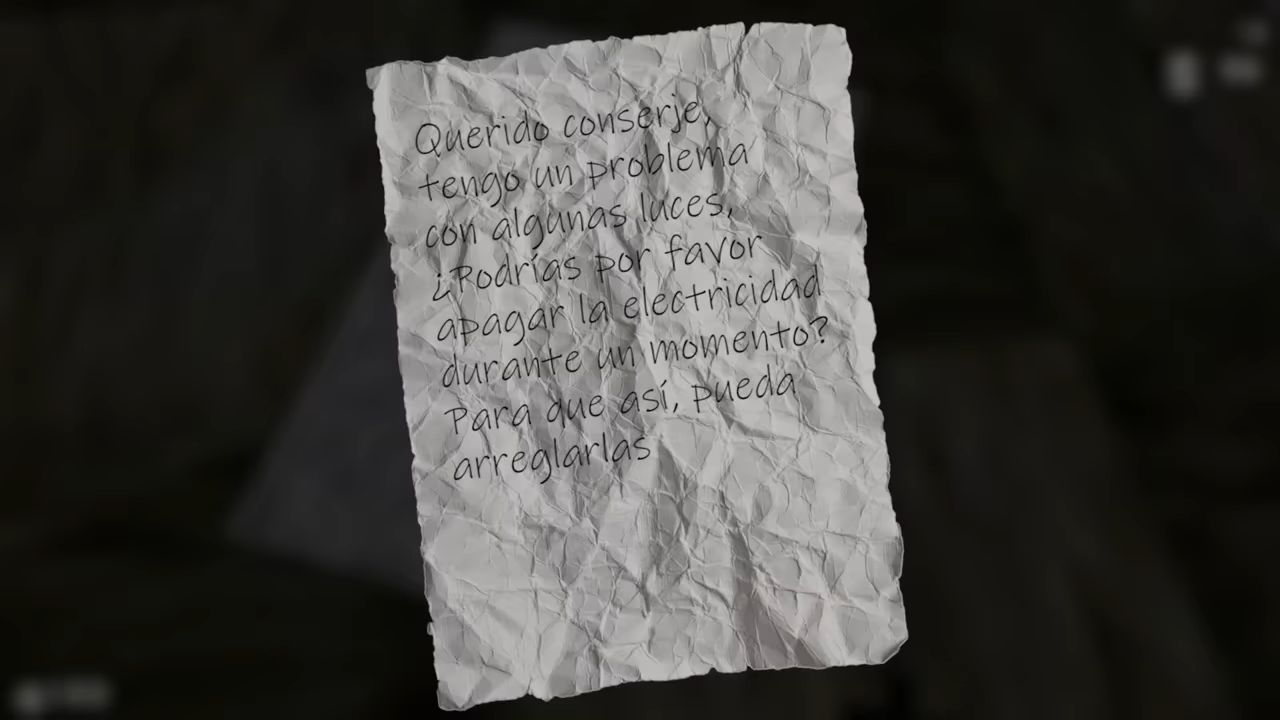 Querido conserje,
tengo un problema
con algunas luces,
¿Podrías por favor
apagar la electricidad
durante un momento?
Para que así, pueda
arreglarlas